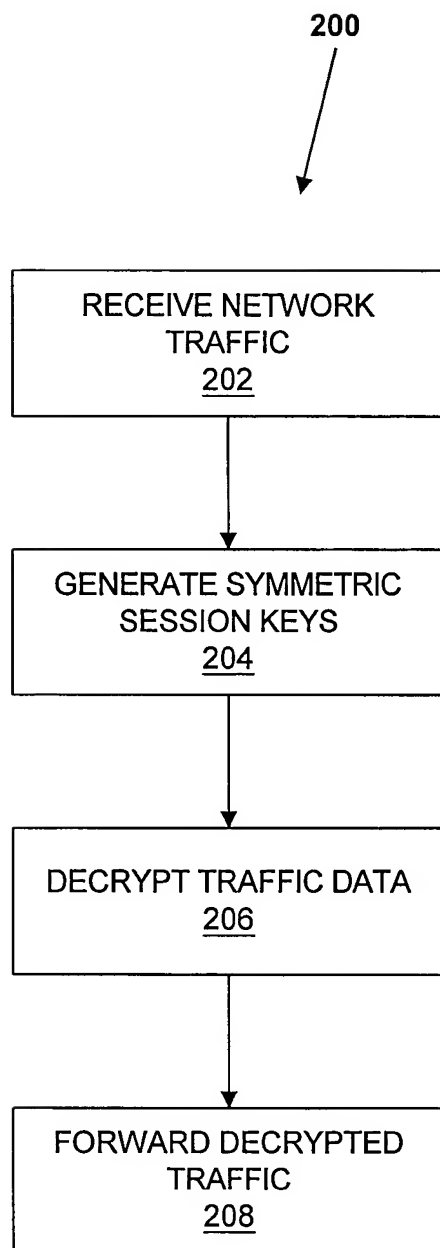 200
RECEIVE NETWORK
TRAFFIC
202
GENERATE SYMMETRIC
SESSION KEYS
204
DECRYPT TRAFFIC DATA
206
FORWARD DECRYPTED
TRAFFIC
208